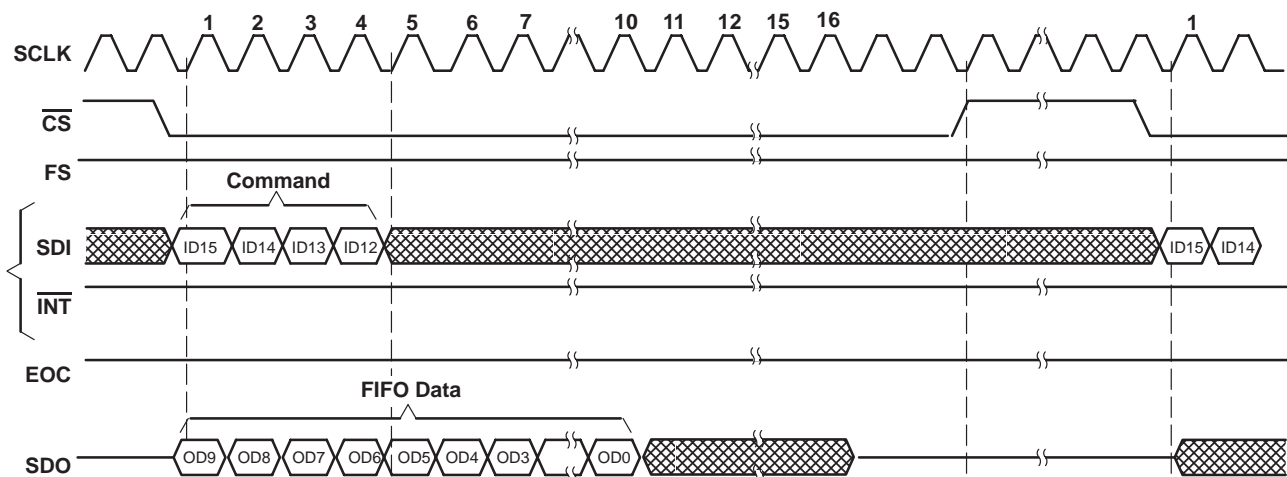 1 2 3 4 5 6 7 10 11 12 15 16 1
SCLK
CS
FS
Command
SDI ID15 ID14 ID13 ID12 ID15 ID14
INT
EOC
FIFO Data
SDO OD9 OD8 OD7 OD6 OD5 OD4 OD3 OD0